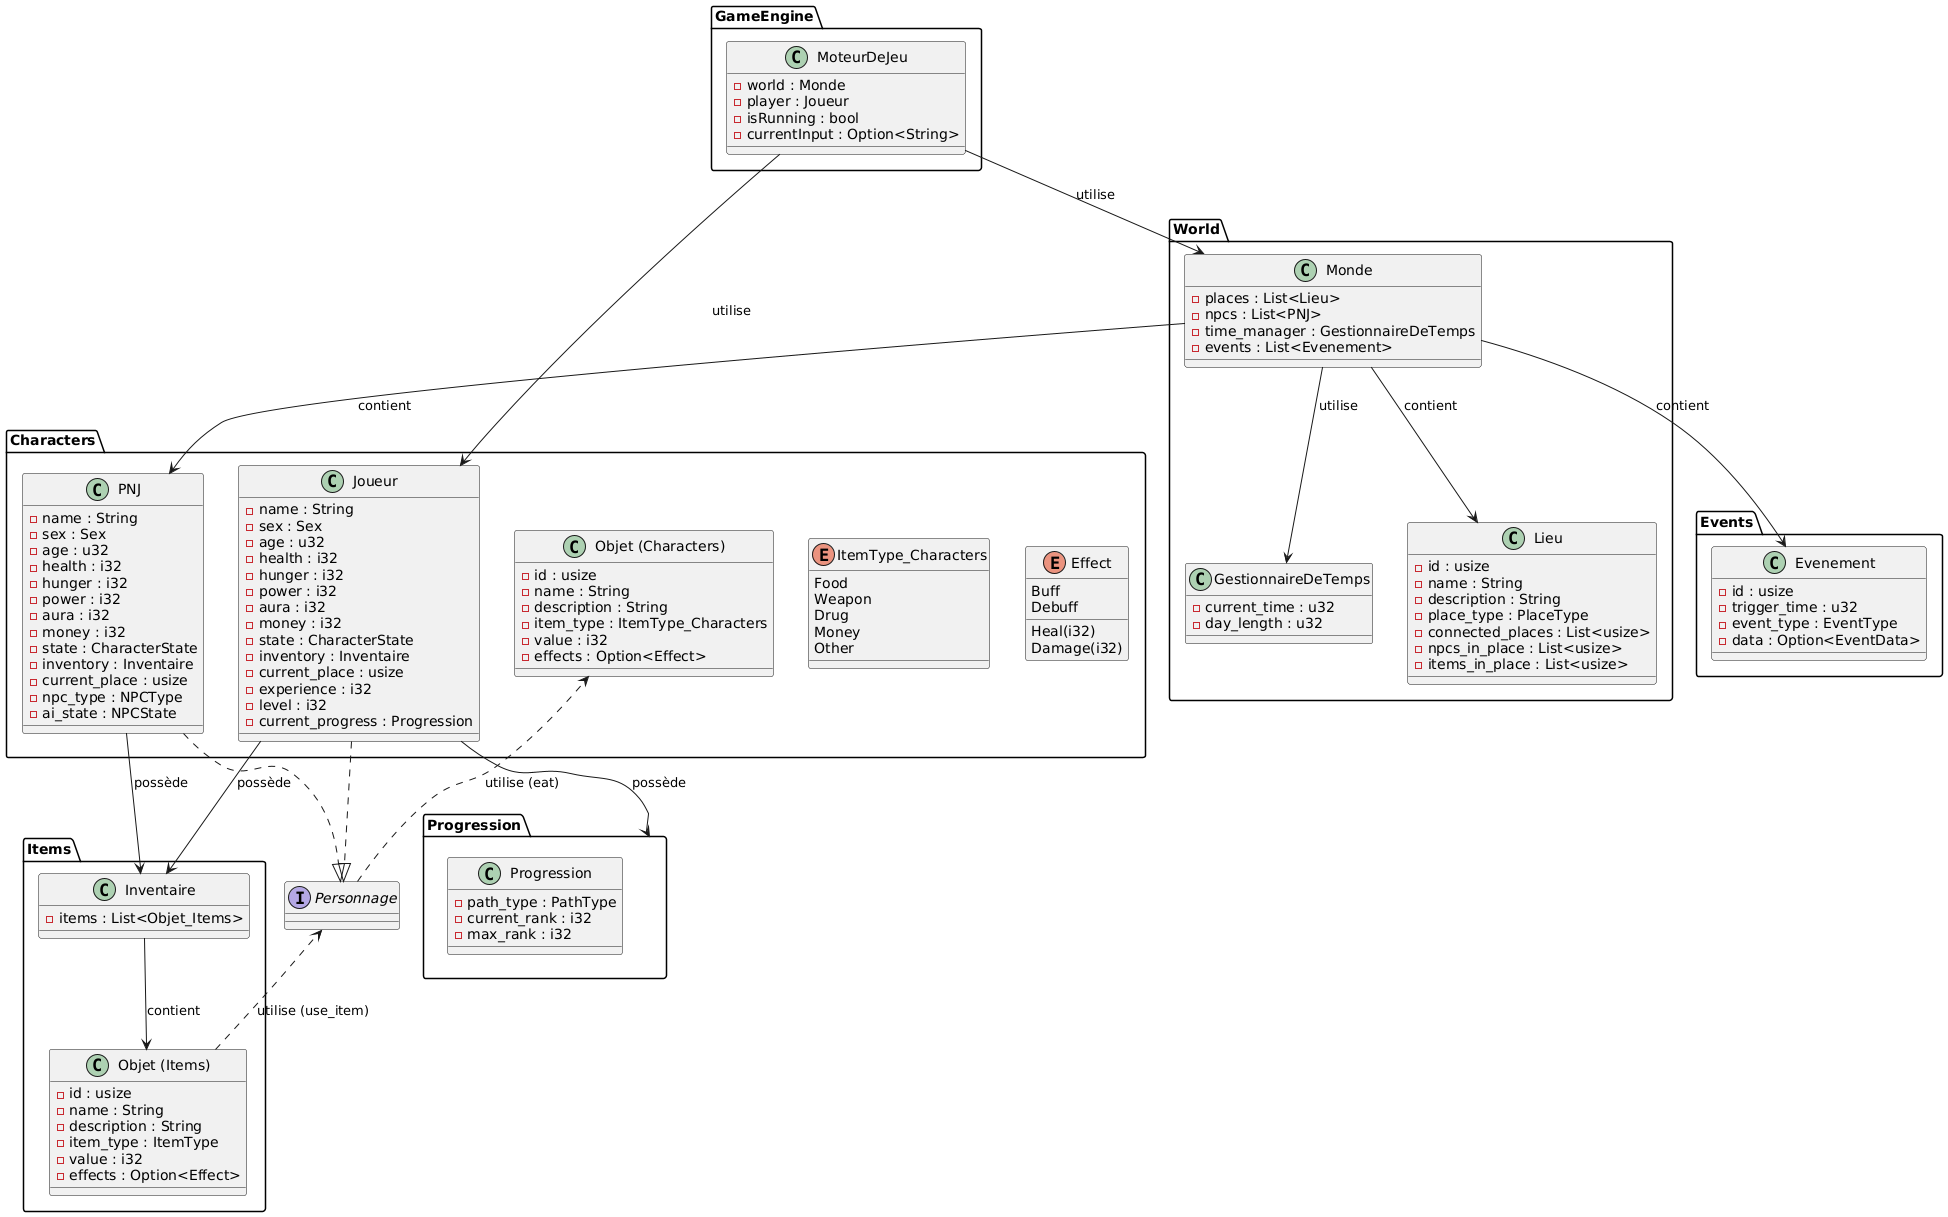 GameEngine
C MoteurDeJeu
world : Monde
player : Joueur
isRunning : bool
currentInput : Option<String>
utilise
World
C Monde
places : List<Lieu>
npcs : List<PNJ>
time_manager : GestionnaireDeTemps
events : List<Evenement>
utilise
contient
utilise
contient
contient
Characters
C PNJ
name : String
sex : Sex
age : u32
health : i32
hunger : i32
power : i32
aura : i32
money : i32
state : CharacterState
inventory : Inventaire
current_place : usize
npc_type : NPCType
ai_state : NPCState
C Joueur
name : String
sex : Sex
age : u32
health : i32
hunger : i32
power : i32
aura : i32
money : i32
state : CharacterState
inventory : Inventaire
current_place : usize
experience : i32
level : i32
current_progress : Progression
C Objet (Characters)
id : usize
name : String
description : String
item_type : ItemType_Characters
value : i32
effects : Option<Effect>
E ItemType_Characters
Food
Weapon
Drug
Money
Other
E Effect
Buff
Debuff
Heal(i32)
Damage(i32)
C GestionnaireDeTemps
current_time : u32
day_length : u32
C Lieu
id : usize
name : String
description : String
place_type : PlaceType
connected_places : List<usize>
npcs_in_place : List<usize>
items_in_place : List<usize>
Events
C Evenement
id : usize
trigger_time : u32
event_type : EventType
data : Option<EventData>
possède
possède
utilise (eat)
possède
Items
C Inventaire
items : List<Objet_Items>
I Personnage
Progression
C Progression
path_type : PathType
current_rank : i32
max_rank : i32
contient
utilise (use_item)
C Objet (Items)
id : usize
name : String
description : String
item_type : ItemType
value : i32
effects : Option<Effect>